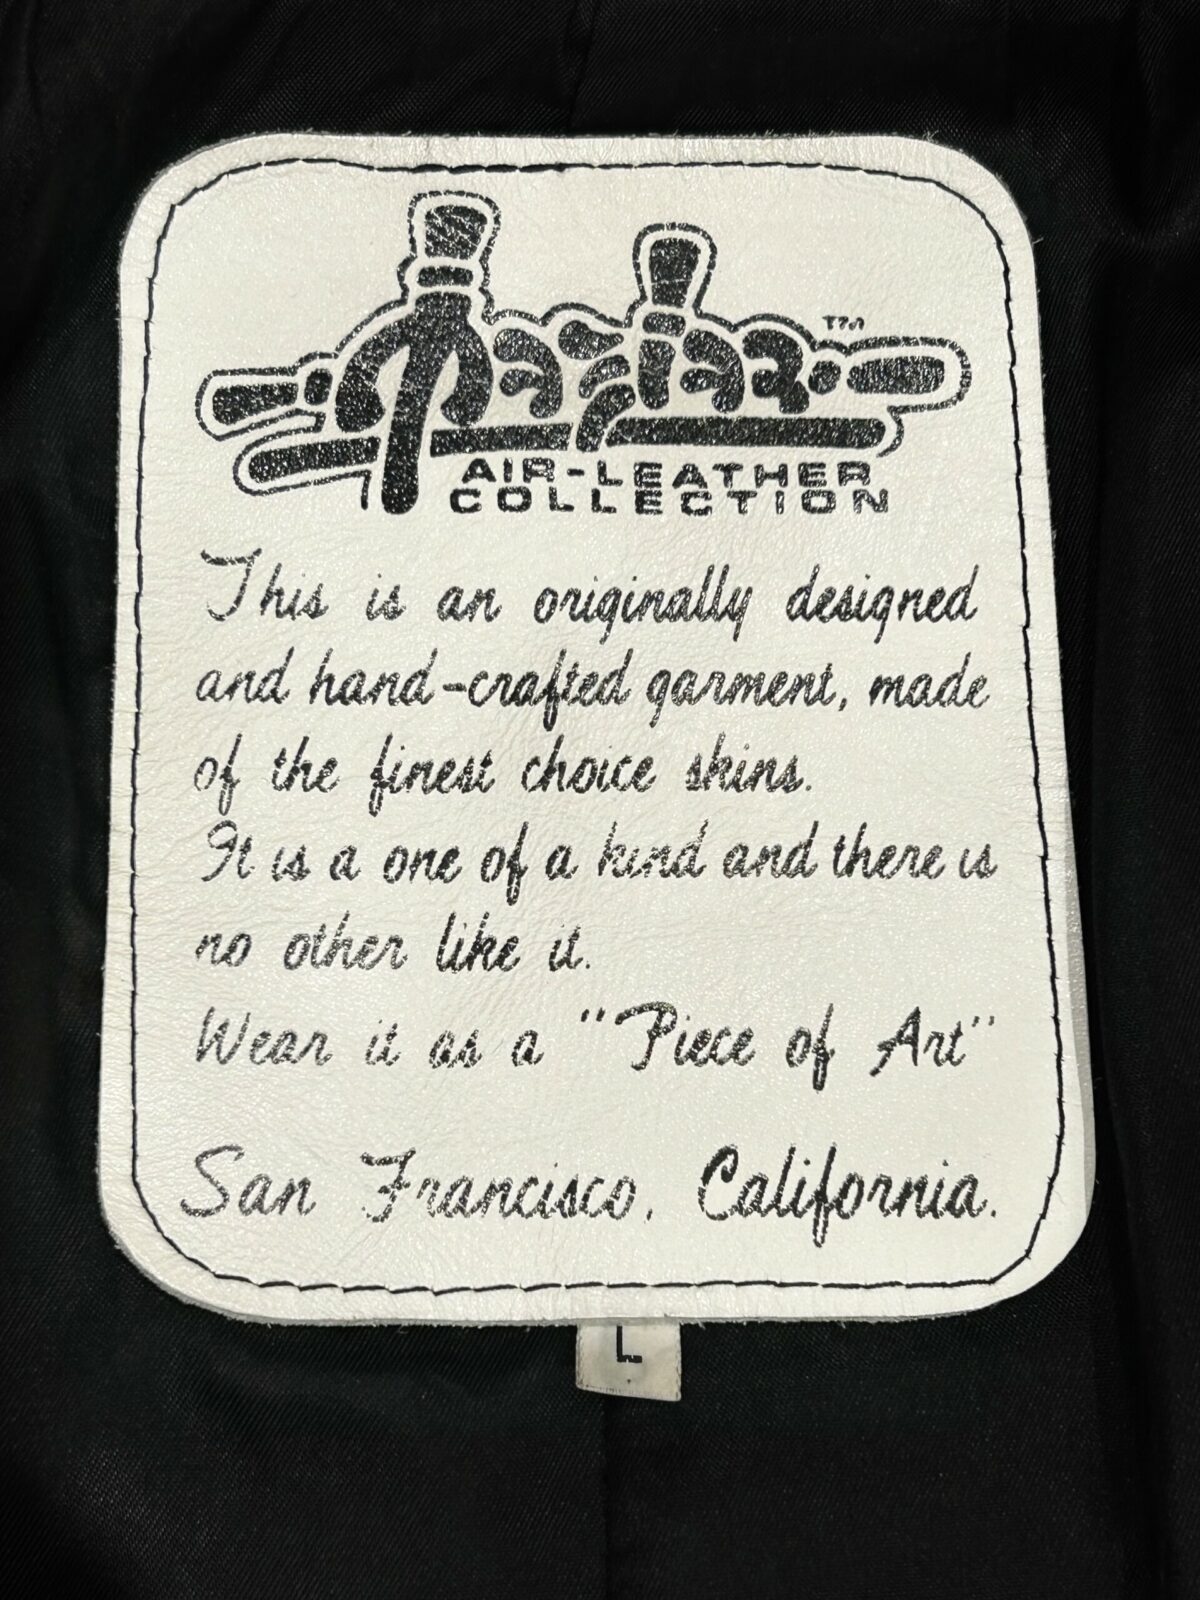 TM
AIR-LEATHER
COLLECTION
This is an originally designed
and hand-crafted garment, made
of the finest choice skins.
It is a one of a kind and there is
no other like it.
Wear it as a "Piece of Art"
San Francisco, California.
L